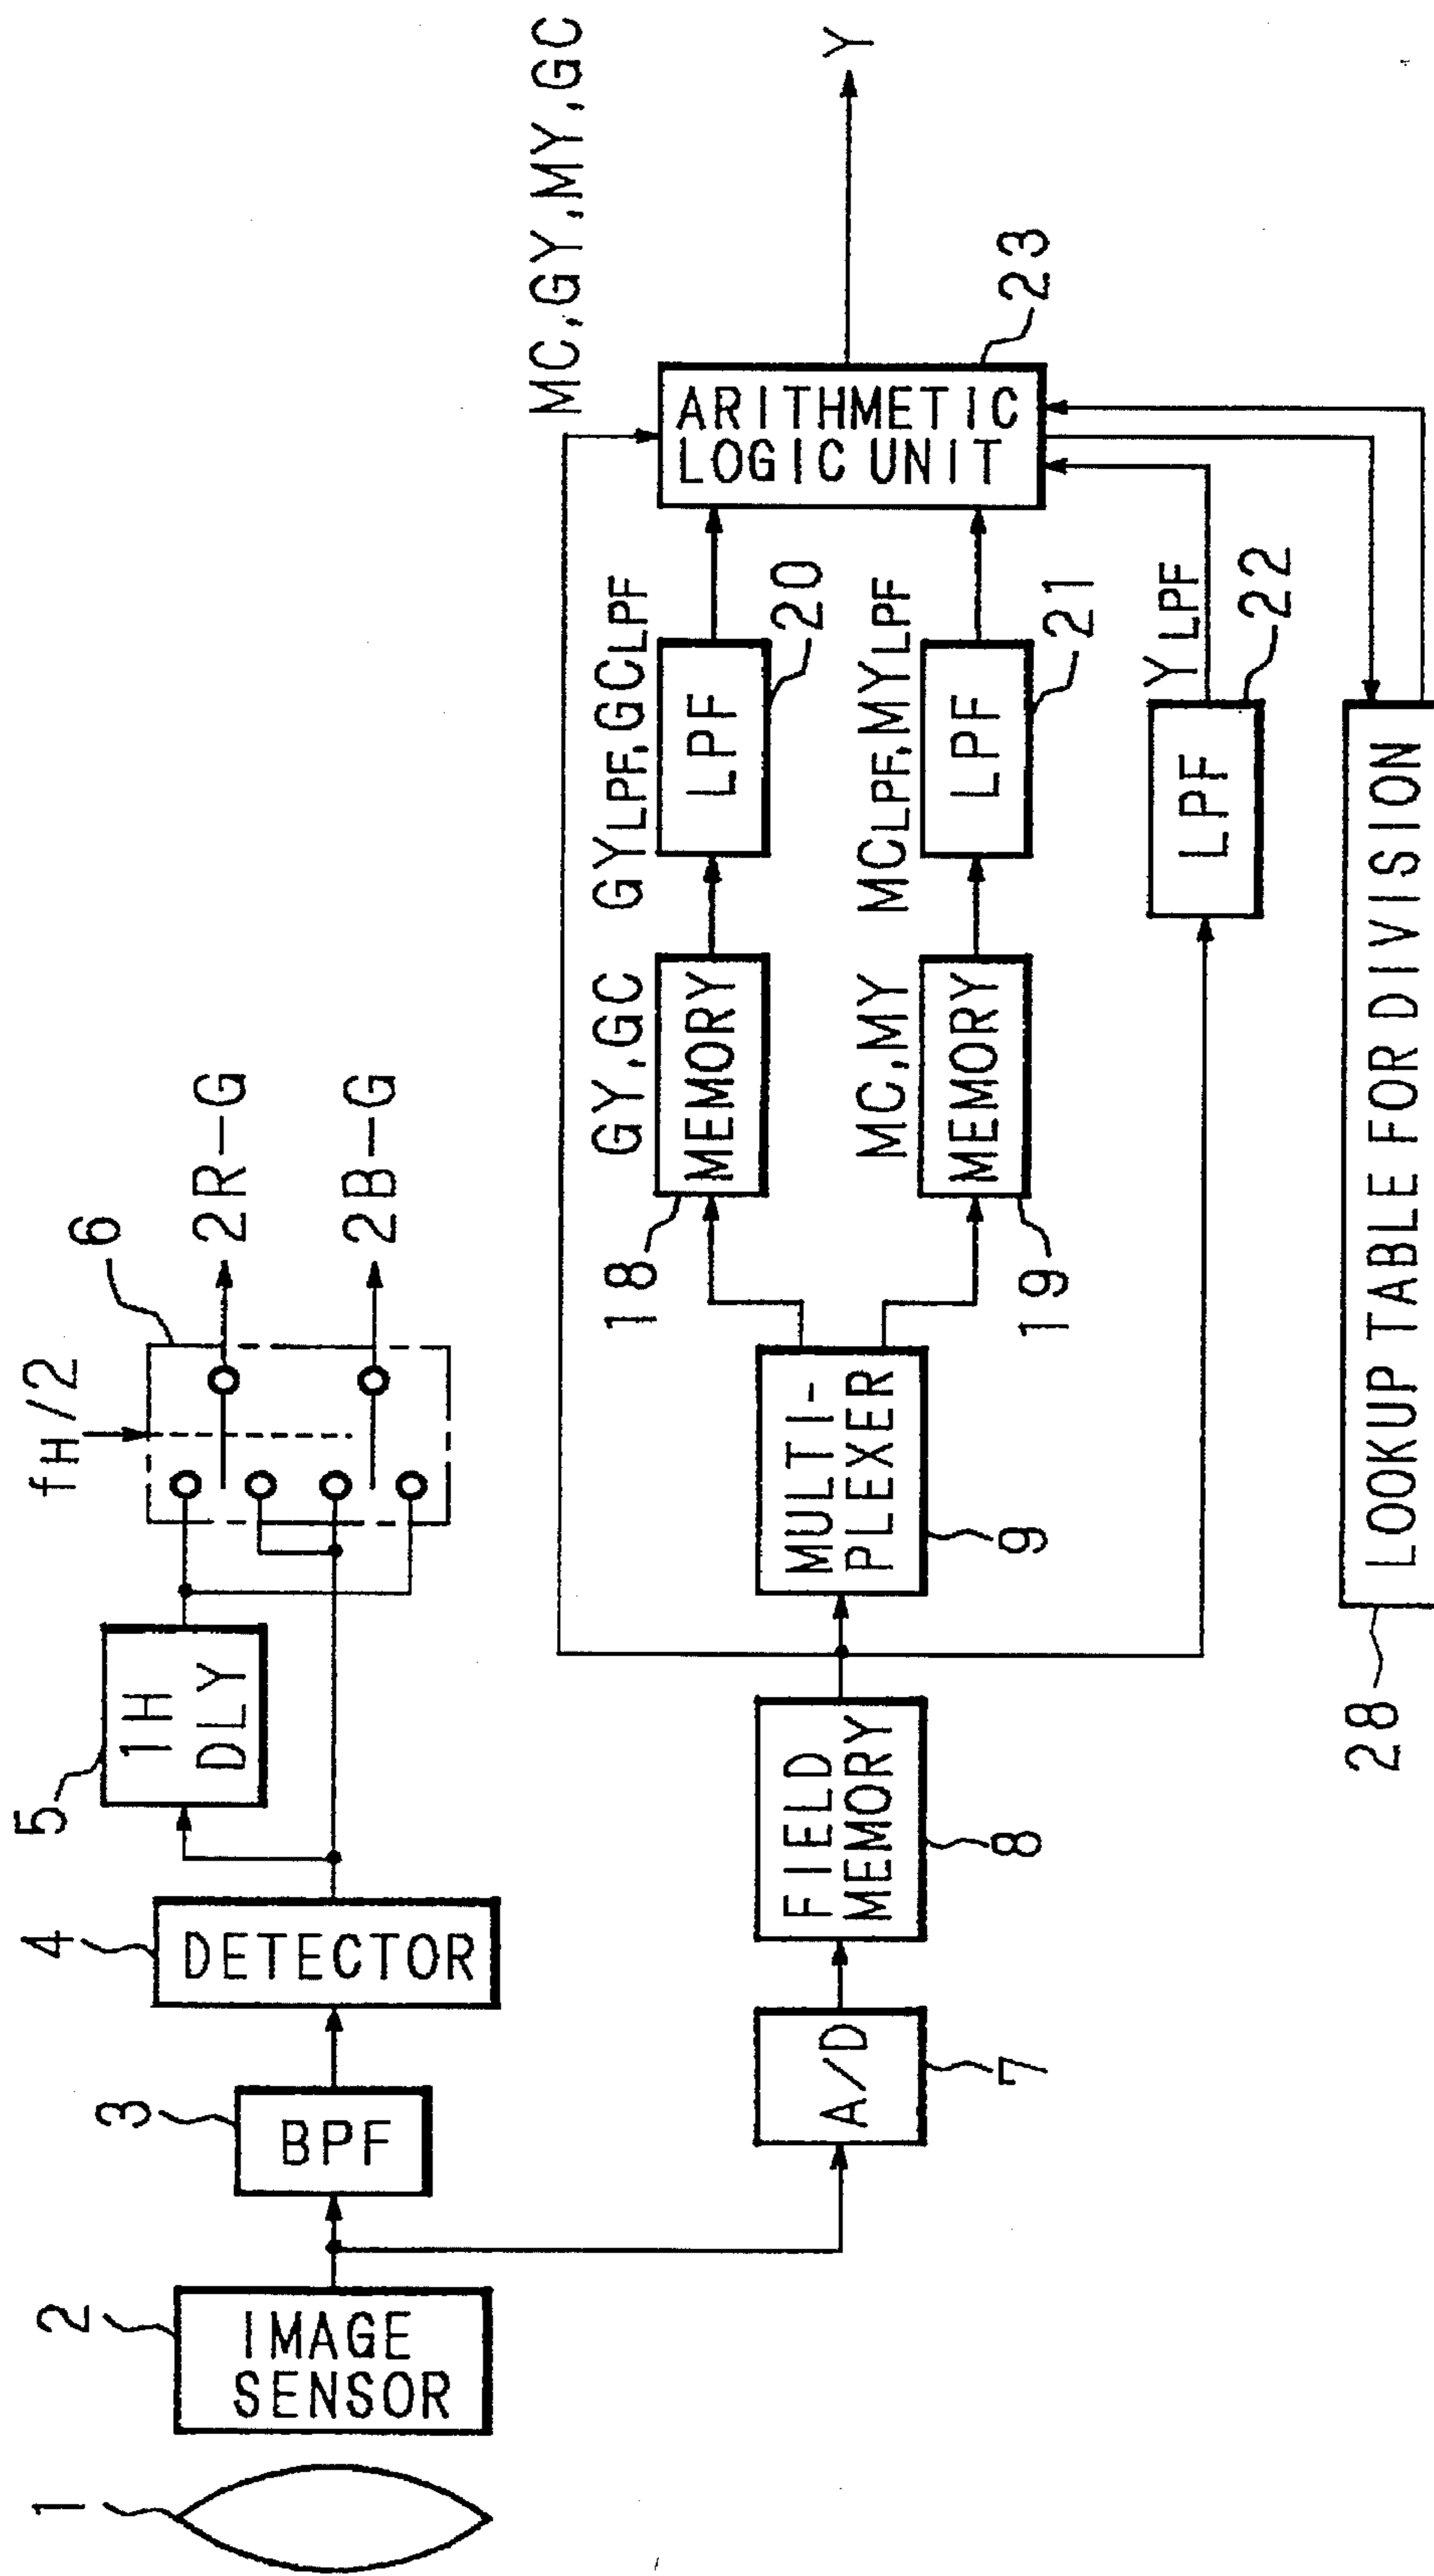 1
2
IMAGE
SENSOR
3
BPF
4
DETECTOR
5
1H
DLY
fH/2
6
2R-G
2B-G
7
A/D
8
FIELD
MEMORY
9
MULTI-
PLEXER
18
MEMORY
GY,GC
GYLPF,GCLPF
LPF
20
19
MEMORY
MC,MY
MCLPF,MYLPF
LPF
21
LPF
22
YLPF
MC,GY,MY,GC
ARITHMETIC
LOGIC UNIT
23
Y
28
LOOKUP TABLE FOR DIVISION